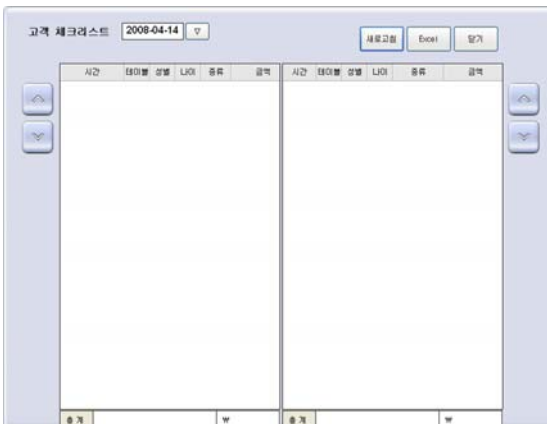 고객 체크리스트 2008-04-14 ▽
새로고침 Excel 닫기
시간 테이블 성별 나이 종류 금액 시간 테이블 성별 나이 종류 금액
총 계 ₩ 총 계 ₩